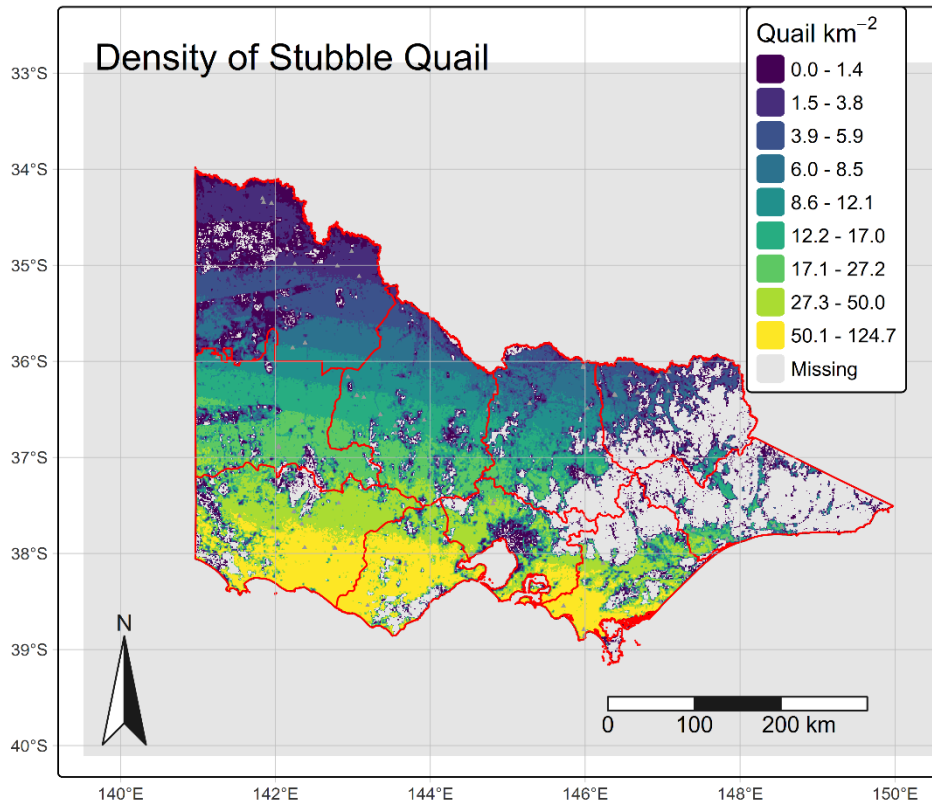 Density of Stubble Quail
Quail km⁻²
0.0 - 1.4
1.5 - 3.8
3.9 - 5.9
6.0 - 8.5
8.6 - 12.1
12.2 - 17.0
17.1 - 27.2
27.3 - 50.0
50.1 - 124.7
Missing
33°S
34°S
35°S
36°S
37°S
38°S
39°S
40°S
N
0 100 200 km
140°E 142°E 144°E 146°E 148°E 150°E